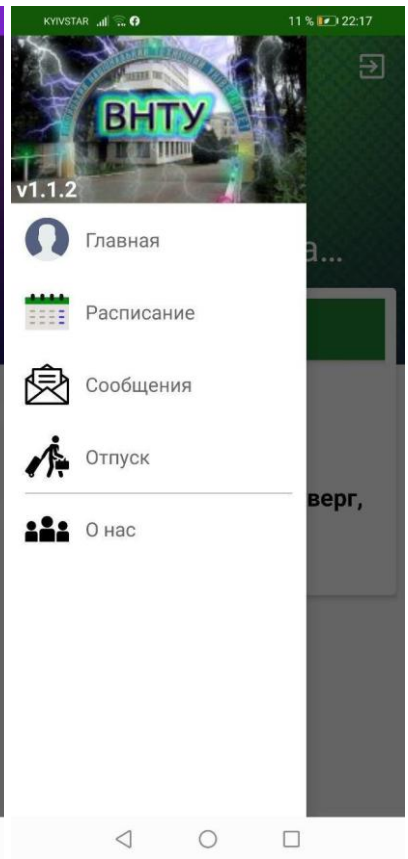 KYIVSTAR 11 % 22:17
ВНТУ
v1.1.2
Главная
а...
Расписание
Сообщения
Отпуск
верг,
О нас